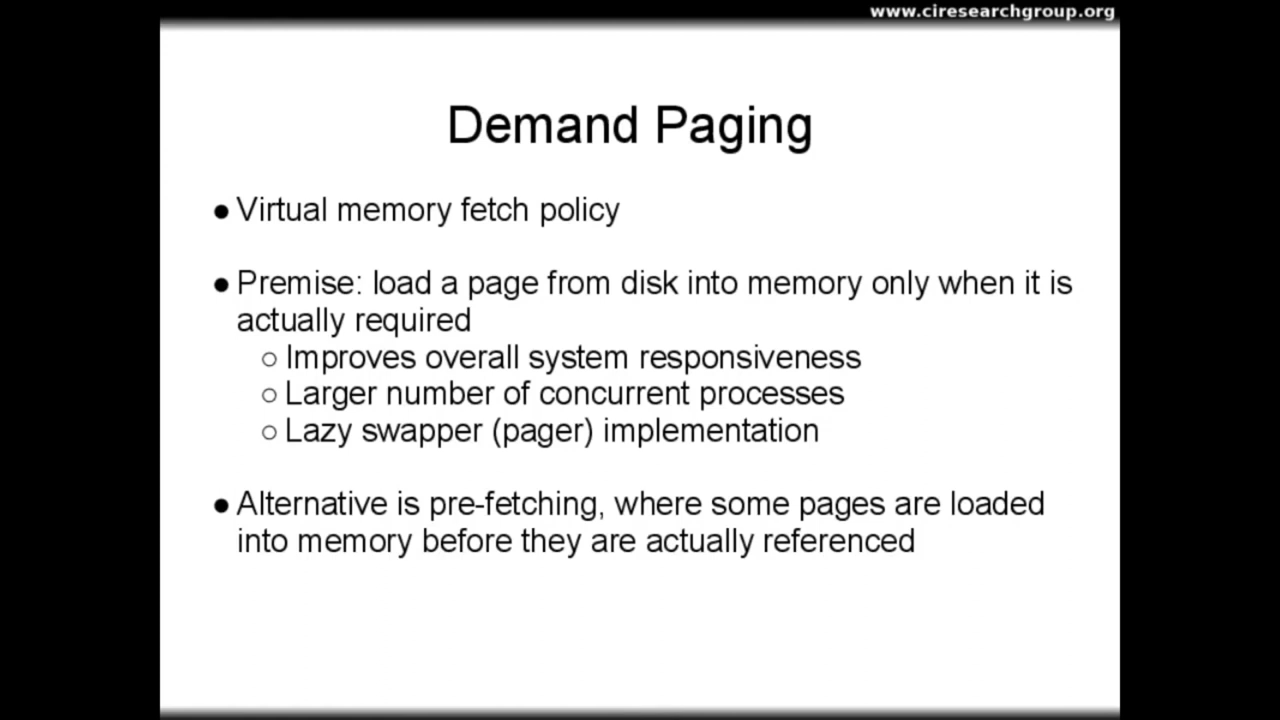 www.ciresearchgroup.org
Demand Paging
● Virtual memory fetch policy
● Premise: load a page from disk into memory only when it is
actually required
○ Improves overall system responsiveness
○ Larger number of concurrent processes
○ Lazy swapper (pager) implementation
● Alternative is pre-fetching, where some pages are loaded
into memory before they are actually referenced